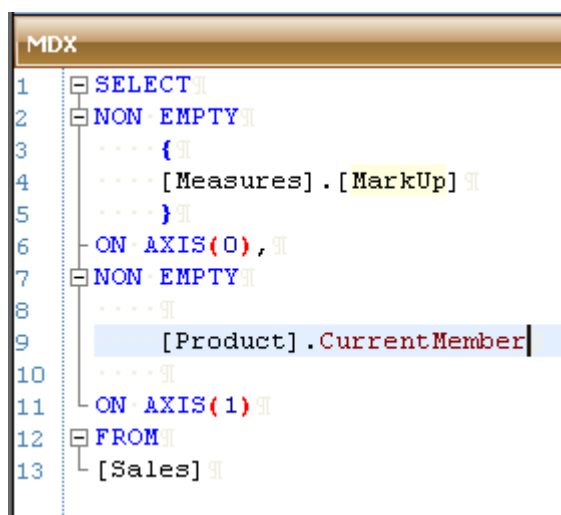 MDX
1 SELECT
2 NON EMPTY
3 {
4 [Measures].[MarkUp]
5 }
6 ON AXIS(0),
7 NON EMPTY
8
9 [Product].CurrentMember
10
11 ON AXIS(1)
12 FROM
13 [Sales]